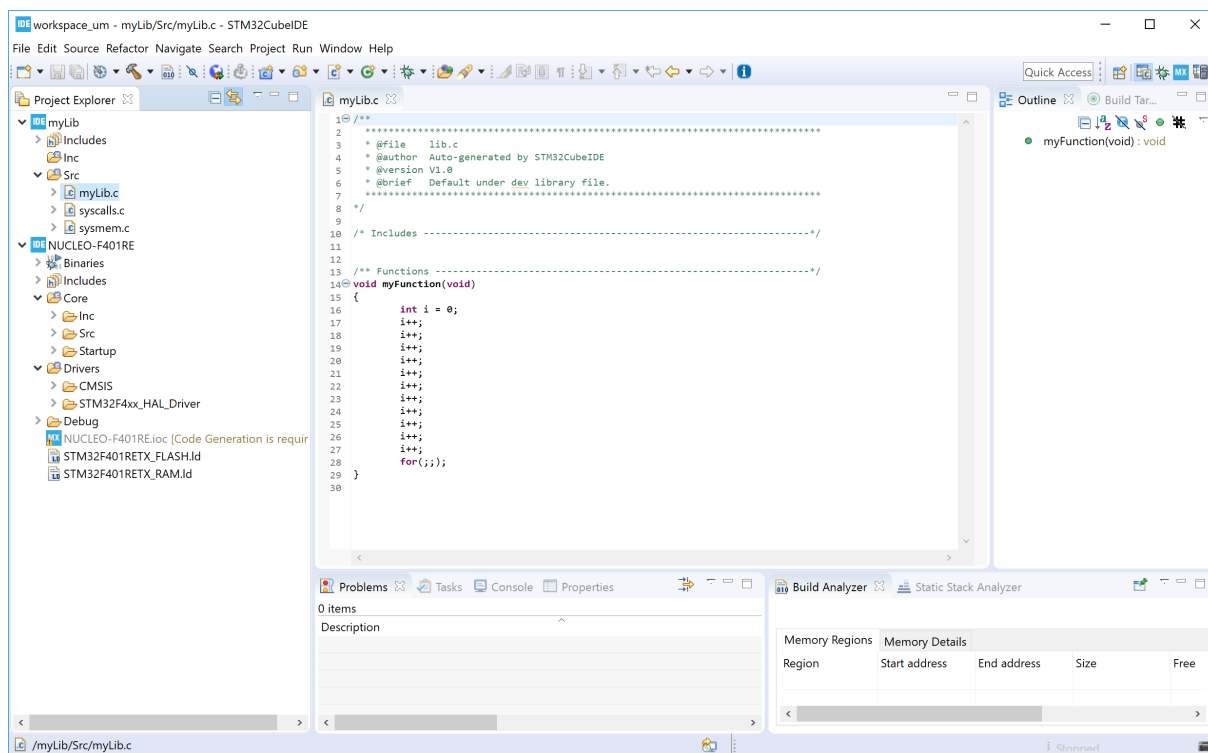 IDE workspace_um - myLib/Src/myLib.c - STM32CubeIDE
File Edit Source Refactor Navigate Search Project Run Window Help
Quick Access
Project Explorer
myLib
Includes
Inc
Src
myLib.c
syscalls.c
sysmem.c
NUCLEO-F401RE
Binaries
Includes
Core
Inc
Src
Startup
Drivers
CMSIS
STM32F4xx_HAL_Driver
Debug
NUCLEO-F401RE.ioc [Code Generation is requir
STM32F401RETX_FLASH.ld
STM32F401RETX_RAM.ld
myLib.c
1 /**
2 ******************************************************************************
3 * @file lib.c
4 * @author Auto-generated by STM32CubeIDE
5 * @version V1.0
6 * @brief Default under dev library file.
7 ******************************************************************************
8 */
9
10 /* Includes ------------------------------------------------------------------*/
11
12
13 /** Functions ----------------------------------------------------------------*/
14 void myFunction(void)
15 {
16 int i = 0;
17 i++;
18 i++;
19 i++;
20 i++;
21 i++;
22 i++;
23 i++;
24 i++;
25 i++;
26 i++;
27 i++;
28 for(;;);
29 }
30
Outline Build Tar...
myFunction(void) : void
Problems Tasks Console Properties
0 items
Description
Build Analyzer Static Stack Analyzer
Memory Regions Memory Details
Region Start address End address Size Free
/myLib/Src/myLib.c
Stopped